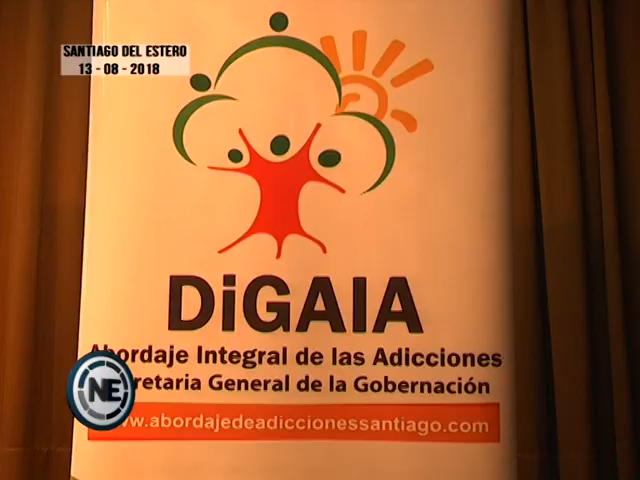 SANTIAGO DEL ESTERO
13 - 08 - 2018
DiGAIA
Abordaje Integral de las Adicciones
General de la Gobernación
NE
www.abordajedeadiccionessantiago.com